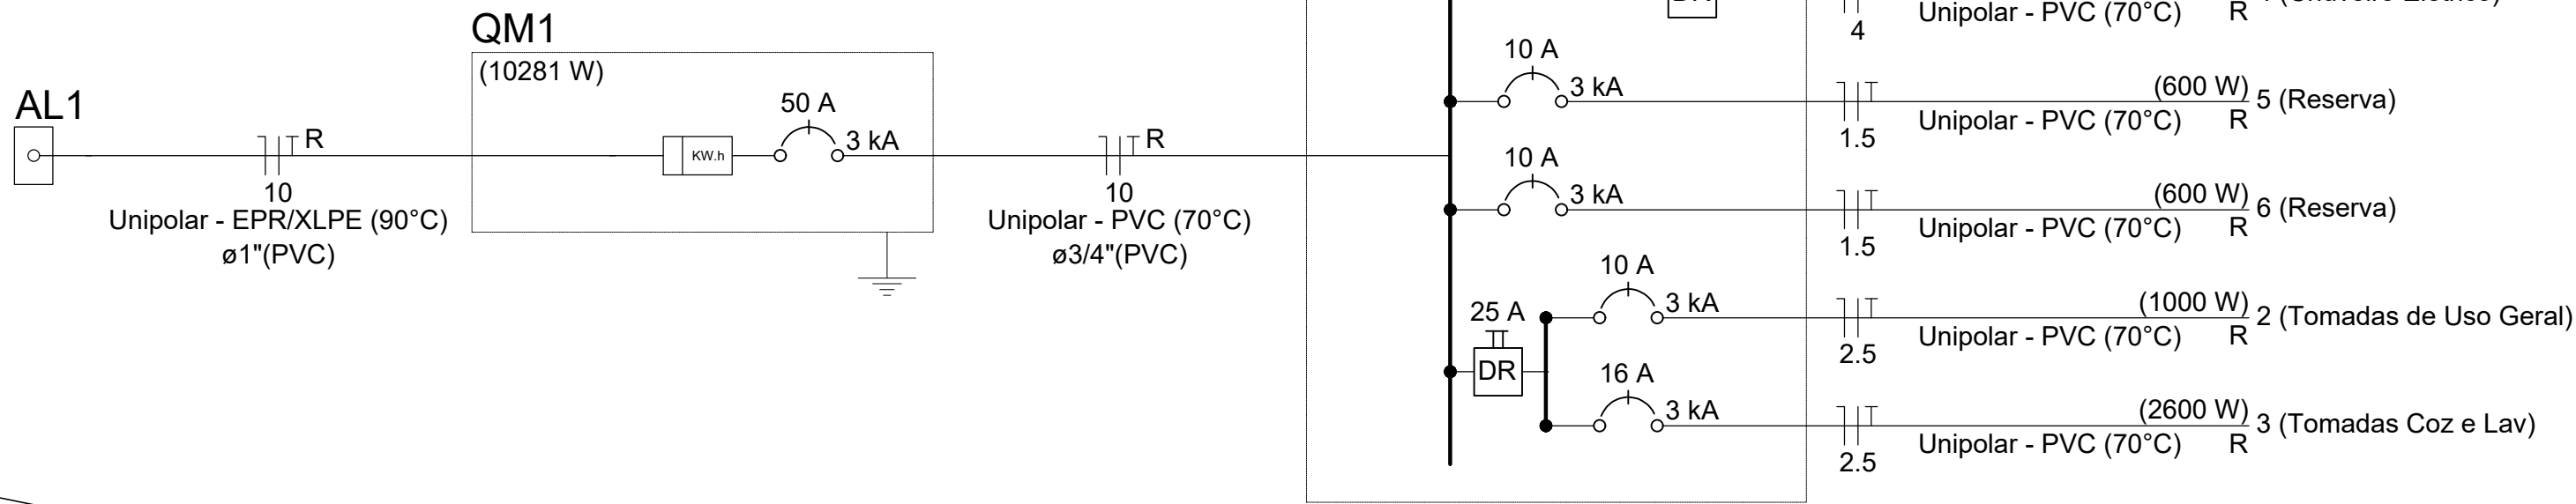 QM1
(10281 W)
AL1
R
10
Unipolar - EPR/XLPE (90°C)
ø1"(PVC)
KW.h
50 A
3 kA
R
10
Unipolar - PVC (70°C)
ø3/4"(PVC)
4
Unipolar - PVC (70°C)
R
10 A
3 kA
1.5
(600 W)
Unipolar - PVC (70°C)
R
5 (Reserva)
10 A
3 kA
1.5
(600 W)
Unipolar - PVC (70°C)
R
6 (Reserva)
25 A
DR
10 A
3 kA
2.5
(1000 W)
Unipolar - PVC (70°C)
R
2 (Tomadas de Uso Geral)
16 A
3 kA
2.5
(2600 W)
Unipolar - PVC (70°C)
R
3 (Tomadas Coz e Lav)